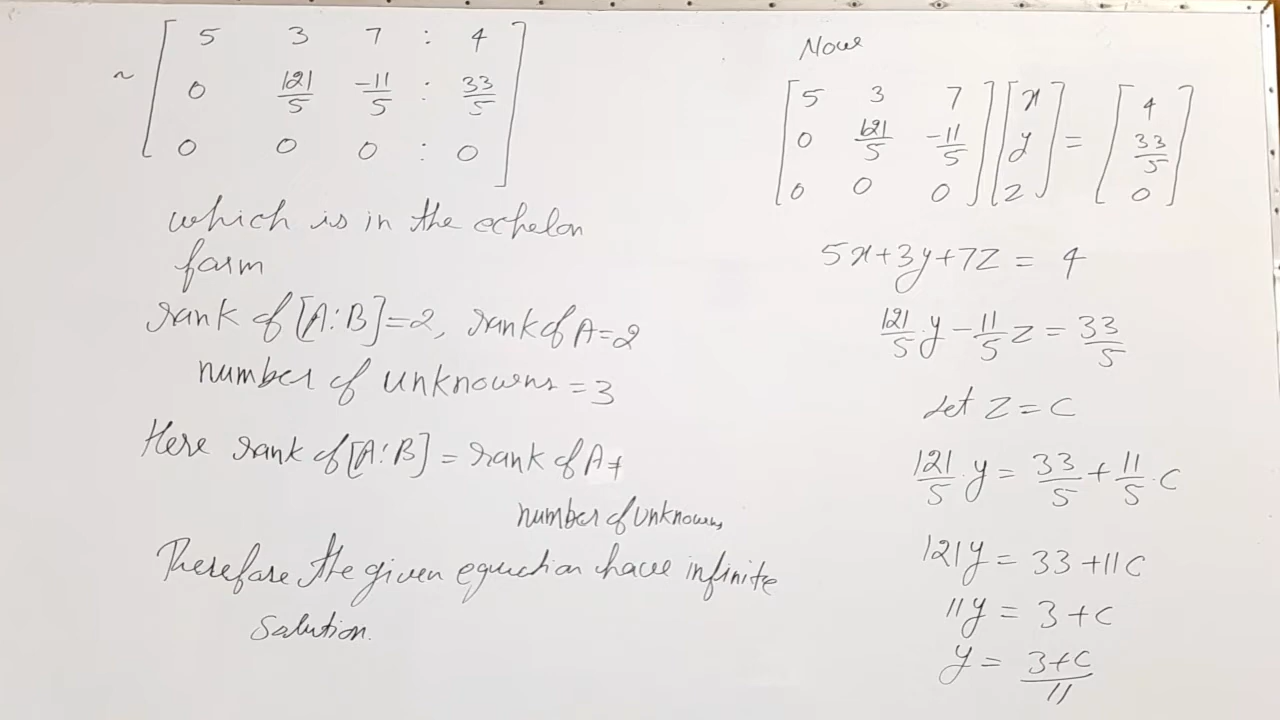 ~ [ 5 3 7 : 4
0 121/5 -11/5 : 33/5
0 0 0 : 0 ]
which is in the echelon
form
rank of [A:B]=2, rank of A=2
number of unknowns = 3
Here rank of [A:B] = rank of A ≠
number of unknowns
Therefore the given equation have infinite
Solution.
Now
[ 5 3 7 ] [ x ] = [ 4 ]
[ 0 121/5 -11/5 ] [ y ] = [ 33/5 ]
[ 0 0 0 ] [ z ] = [ 0 ]
5x+3y+7z = 4
121/5 y - 11/5 z = 33/5
Let z = c
121/5 . y = 33/5 + 11/5 . c
121y = 33 + 11c
11y = 3 + c
y = 3+c/11